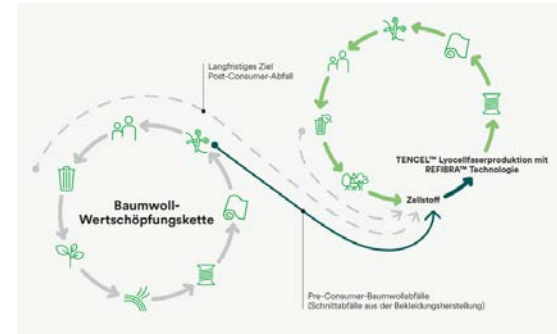 Langfristiges Ziel
Post-Consumer-Abfall
TENCEL™ Lyocellfaserproduktion mit
REFIBRA™ Technologie
Zellstoff
Baumwoll-
Wertschöpfungskette
Pre-Consumer-Baumwollabfälle
(Schnittabfälle aus der Bekleidungsherstellung)